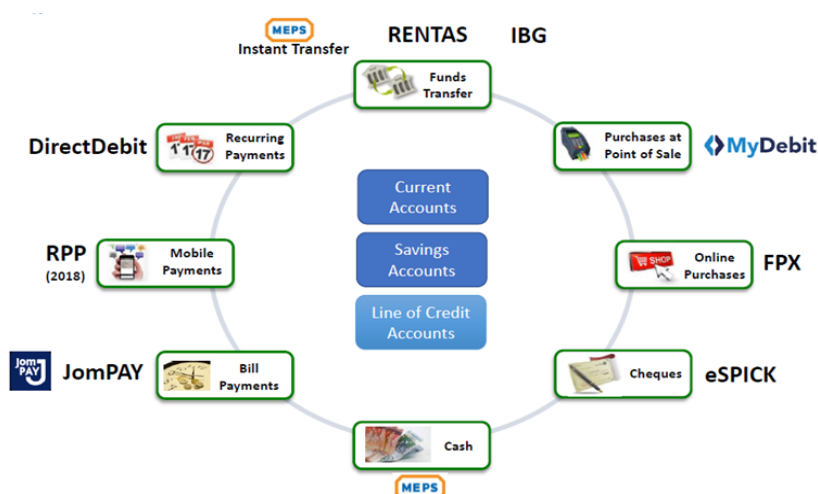 MEPS
Instant Transfer
RENTAS
IBG
Funds
Transfer
DirectDebit
Recurring
Payments
17
Purchases at
Point of Sale
MyDebit
Current
Accounts
RPP
(2018)
Mobile
Payments
Savings
Accounts
SHOP
Online
Purchases
FPX
Line of Credit
Accounts
Jom
PAY
JomPAY
Bill
Payments
Cheques
eSPICK
Cash
MEPS